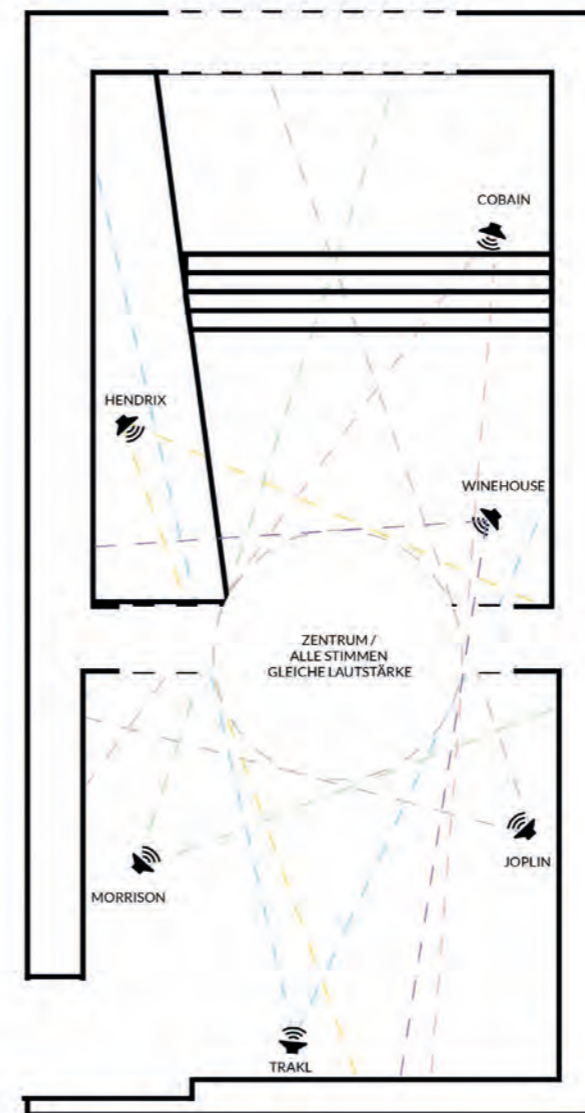 COBAIN
HENDRIX
WINEHOUSE
ZENTRUM /
ALLE STIMMEN
GLEICHE LAUTSTÄRKE
JOPLIN
MORRISON
TRAKL